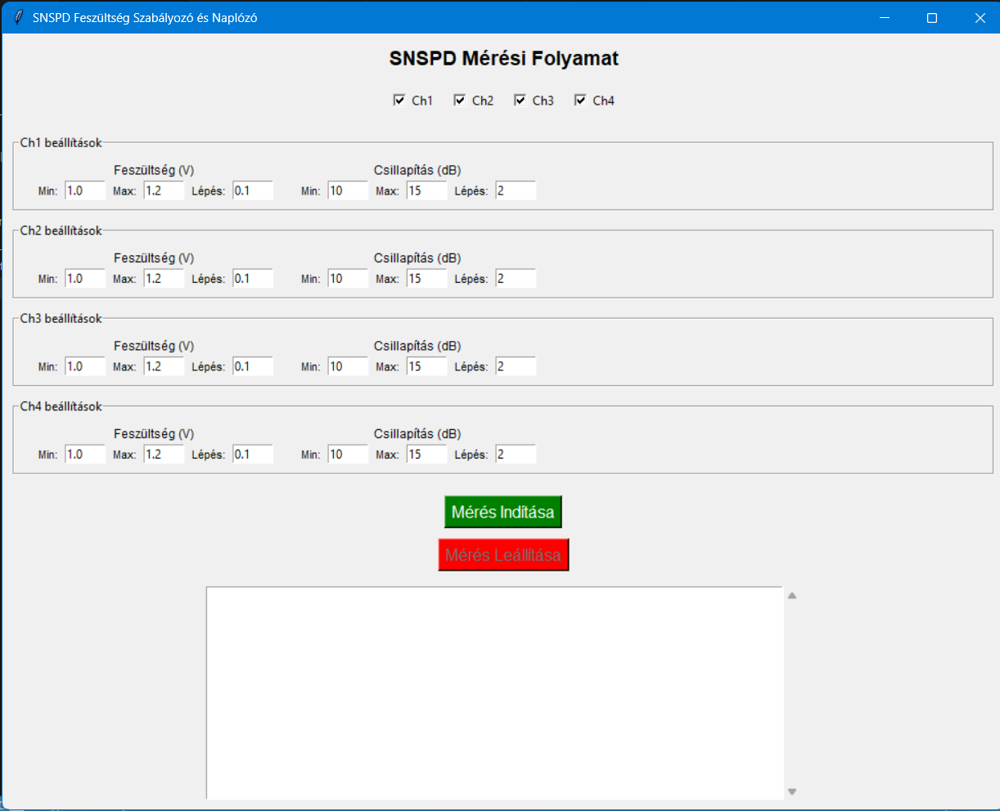 SNSPD Feszültség Szabályozó és Naplózó
SNSPD Mérési Folyamat
Ch1 Ch2 Ch3 Ch4
Ch1 beállítások
Feszültség (V) Csillapítás (dB)
Min: 1.0 Max: 1.2 Lépés: 0.1 Min: 10 Max: 15 Lépés: 2
Ch2 beállítások
Feszültség (V) Csillapítás (dB)
Min: 1.0 Max: 1.2 Lépés: 0.1 Min: 10 Max: 15 Lépés: 2
Ch3 beállítások
Feszültség (V) Csillapítás (dB)
Min: 1.0 Max: 1.2 Lépés: 0.1 Min: 10 Max: 15 Lépés: 2
Ch4 beállítások
Feszültség (V) Csillapítás (dB)
Min: 1.0 Max: 1.2 Lépés: 0.1 Min: 10 Max: 15 Lépés: 2
Mérés Indítása
Mérés Leállítása